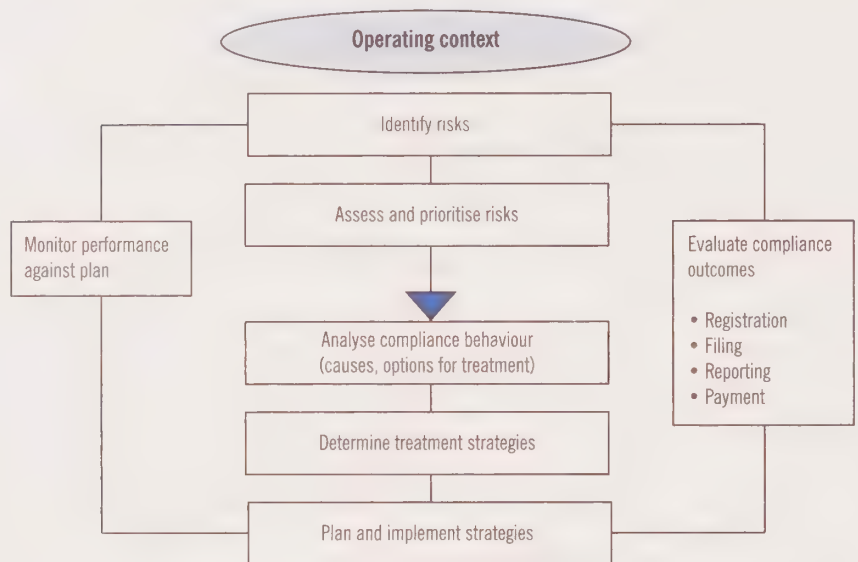 Operating context
Identify risks
Assess and prioritise risks
Monitor performance
against plan
Evaluate compliance
outcomes
• Registration
• Filing
• Reporting
• Payment
Analyse compliance behaviour
(causes, options for treatment)
Determine treatment strategies
Plan and implement strategies